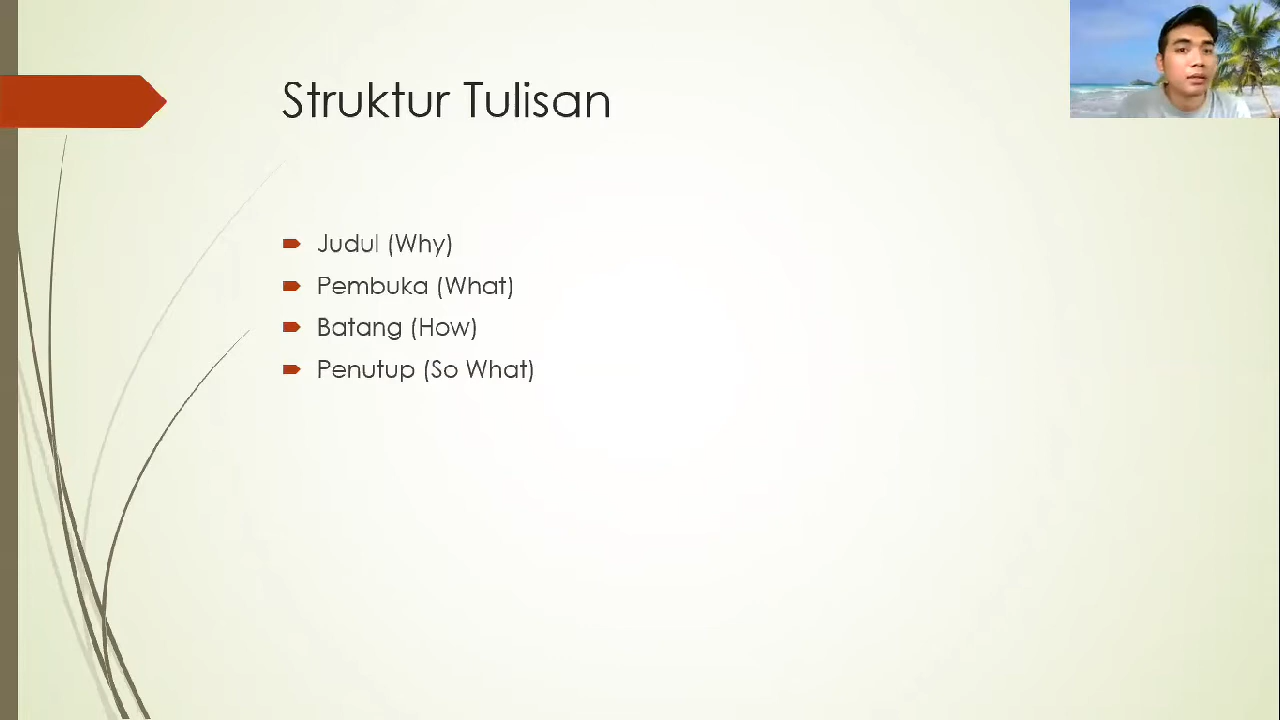 Struktur Tulisan
Judul (Why)
Pembuka (What)
Batang (How)
Penutup (So What)